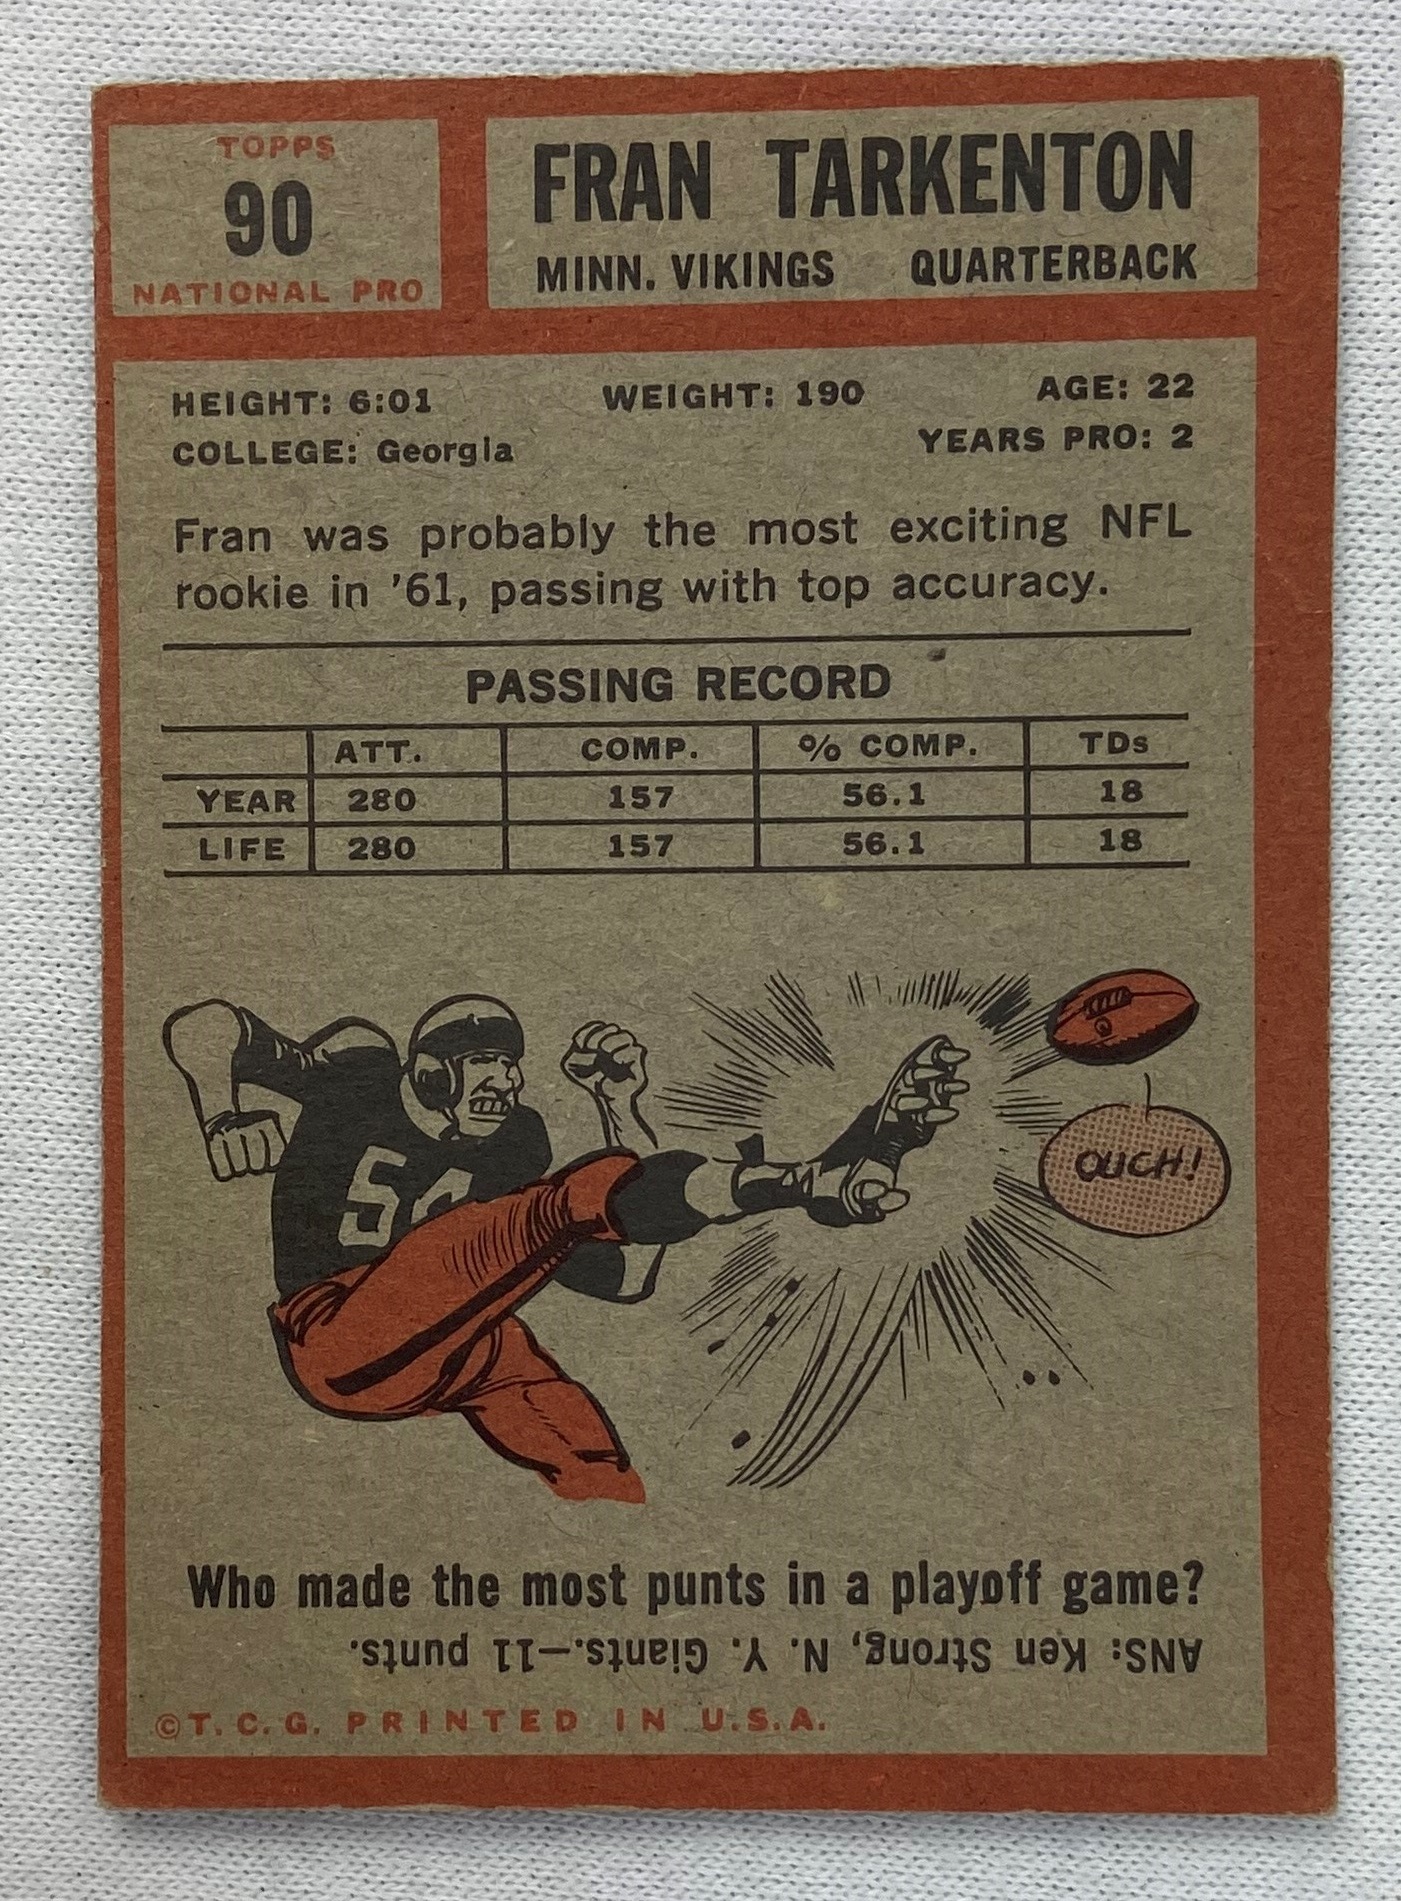 TOPPS
90
NATIONAL PRO
FRAN TARKENTON
MINN. VIKINGS QUARTERBACK
HEIGHT: 6:01 WEIGHT: 190 AGE: 22
COLLEGE: Georgia YEARS PRO: 2
Fran was probably the most exciting NFL
rookie in '61, passing with top accuracy.
PASSING RECORD
ATT. COMP. % COMP. TDs
YEAR 280 157 56.1 18
LIFE 280 157 56.1 18
OUCH!
Who made the most punts in a playoff game?
ANS: Ken Strong, N. Y. Giants.—11 punts.
©T. C. G. PRINTED IN U.S.A.